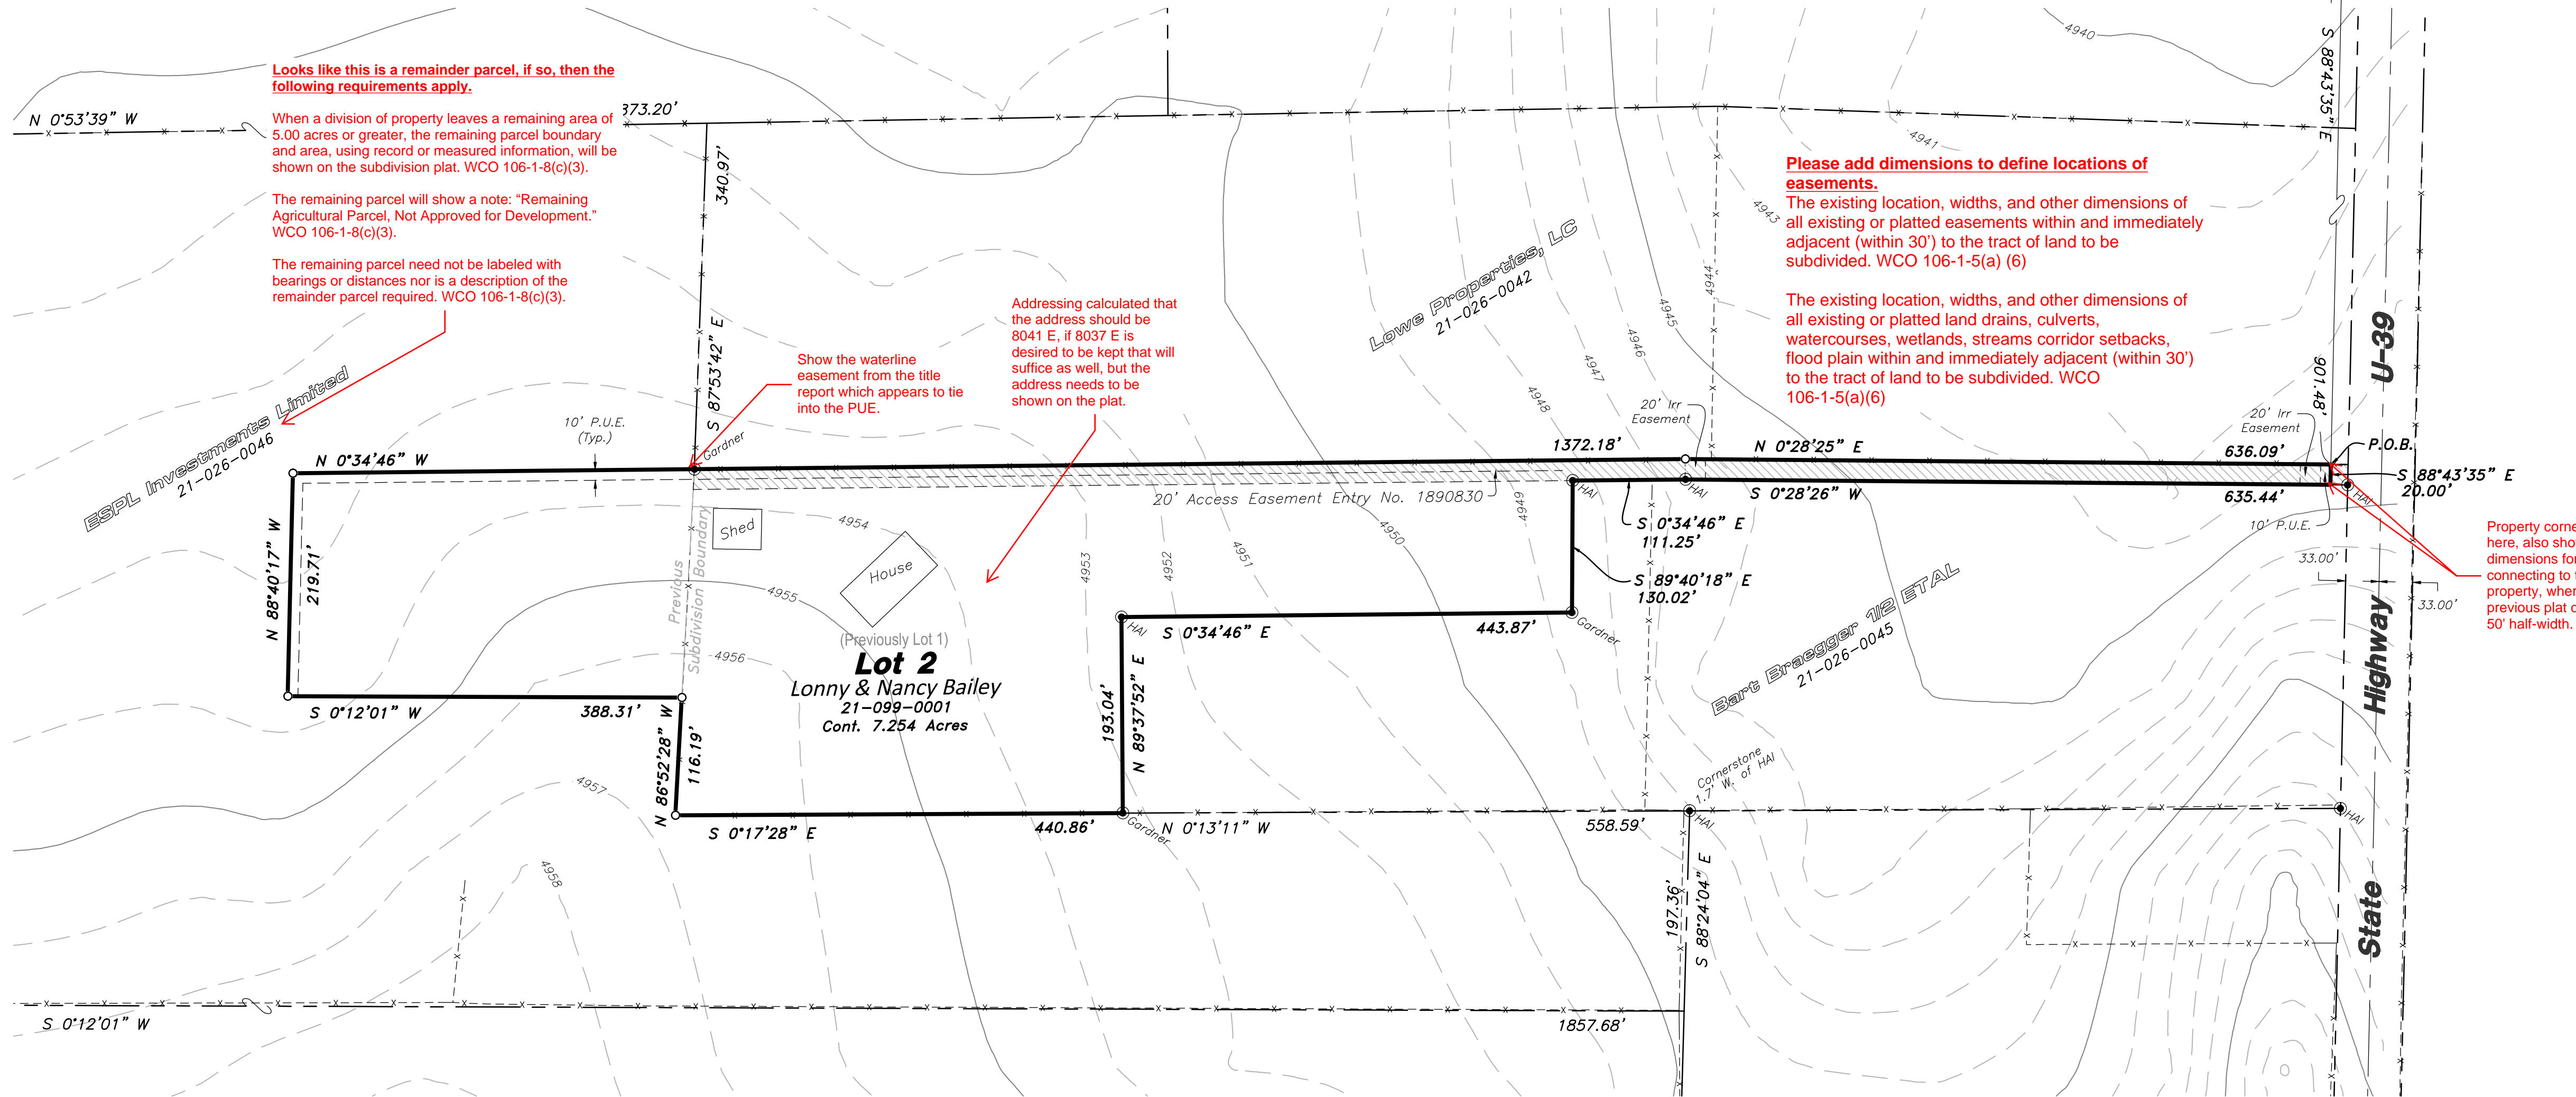 Looks like this is a remainder parcel, if so, then the
following requirements apply.
When a division of property leaves a remaining area of
5.00 acres or greater, the remaining parcel boundary
and area, using record or measured information, will be
shown on the subdivision plat. WCO 106-1-8(c)(3).
The remaining parcel will show a note: “Remaining
Agricultural Parcel, Not Approved for Development.”
WCO 106-1-8(c)(3).
The remaining parcel need not be labeled with
bearings or distances nor is a description of the
remainder parcel required. WCO 106-1-8(c)(3).
N 0°53'39" W
373.20'
340.97'
S 87°53'42" E
Gardner
Show the waterline
easement from the title
report which appears to tie
into the PUE.
Addressing calculated that
the address should be
8041 E, if 8037 E is
desired to be kept that will
suffice as well, but the
address needs to be
shown on the plat.
Please add dimensions to define locations of
easements.
The existing location, widths, and other dimensions of
all existing or platted easements within and immediately
adjacent (within 30') to the tract of land to be
subdivided. WCO 106-1-5(a) (6)
The existing location, widths, and other dimensions of
all existing or platted land drains, culverts,
watercourses, wetlands, streams corridor setbacks,
flood plain within and immediately adjacent (within 30')
to the tract of land to be subdivided. WCO
106-1-5(a)(6)
4940
4941
4943
4944
4945
4946
4947
4948
4949
4950
4951
4952
4953
4954
4955
4956
4957
4958
S 88°43'35" E
901.48'
Lowe Properties, LC
21-026-0042
ESPL Investments Limited
21-026-0046
10' P.U.E.
(Typ.)
20' Irr
Easement
20' Irr
Easement
N 0°34'46" W
1372.18'
N 0°28'25" E
636.09'
P.O.B.
S 88°43'35" E
20.00'
HAI
20' Access Easement Entry No. 1890830
HAI
HAI
S 0°28'26" W
635.44'
10' P.U.E.
S 0°34'46" E
111.25'
S 89°40'18" E
130.02'
Property corne
here, also sho
dimensions for
connecting to
property, wher
previous plat
50' half-width.
33.00'
33.00'
N 88°40'17" W
219.71'
Previous
Subdivision Boundary
Shed
House
(Previously Lot 1)
Lot 2
Lonny & Nancy Bailey
21-099-0001
Cont. 7.254 Acres
HAI
S 0°34'46" E
443.87'
Gardner
193.04'
N 89°37'52" E
Bart Braegger 1/2 ETAL
21-026-0045
S 0°12'01" W
388.31'
N 86°52'28" W
116.19'
S 0°17'28" E
440.86'
Gardner
N 0°13'11" W
558.59'
Cornerstone
1.7' W. of HAI
HAI
HAI
197.36'
S 88°24'04" E
S 0°12'01" W
1857.68'
State Highway U-39